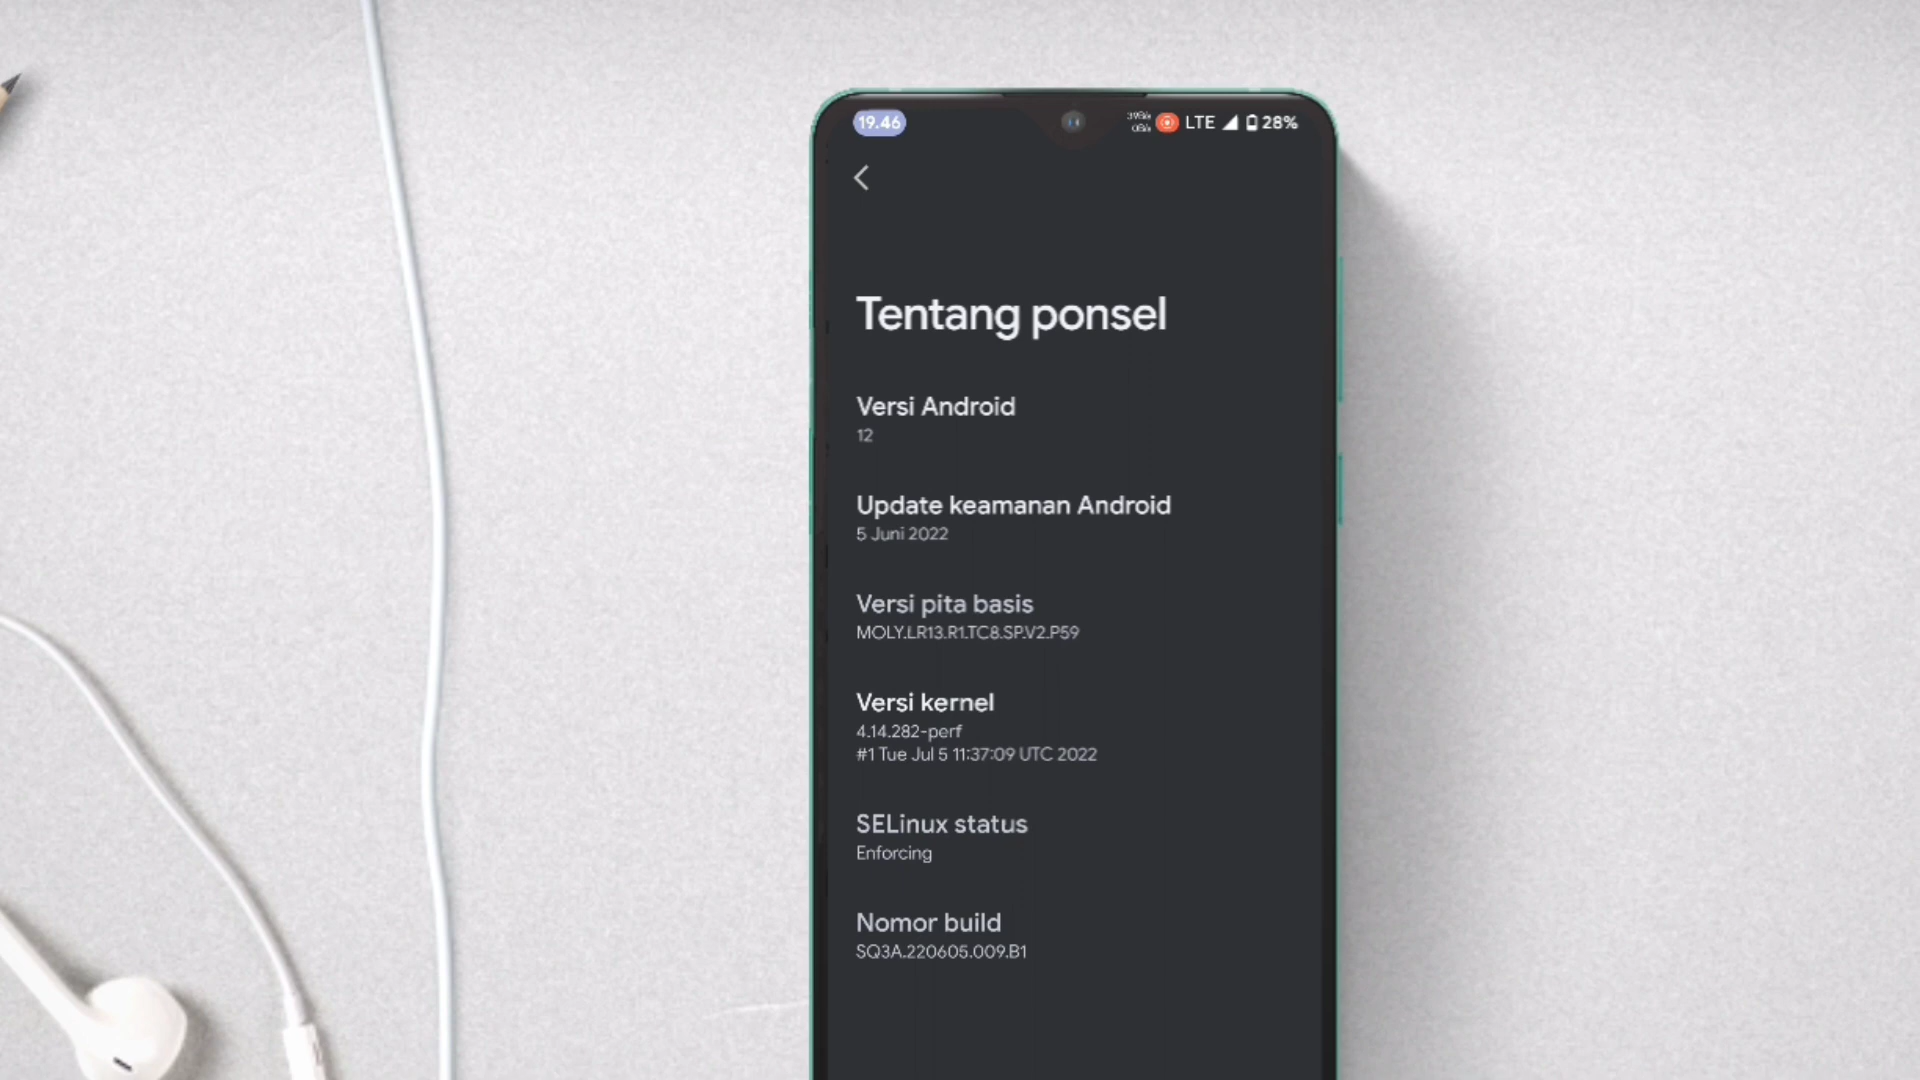 19.46
LTE 28%
Tentang ponsel
Versi Android
12
Update keamanan Android
5 Juni 2022
Versi pita basis
MOLY.LR13.R1.TC8.SP.V2.P59
Versi kernel
4.14.282-perf
#1 Tue Jul 5 11:37:09 UTC 2022
SELinux status
Enforcing
Nomor build
SQ3A.220605.009.B1